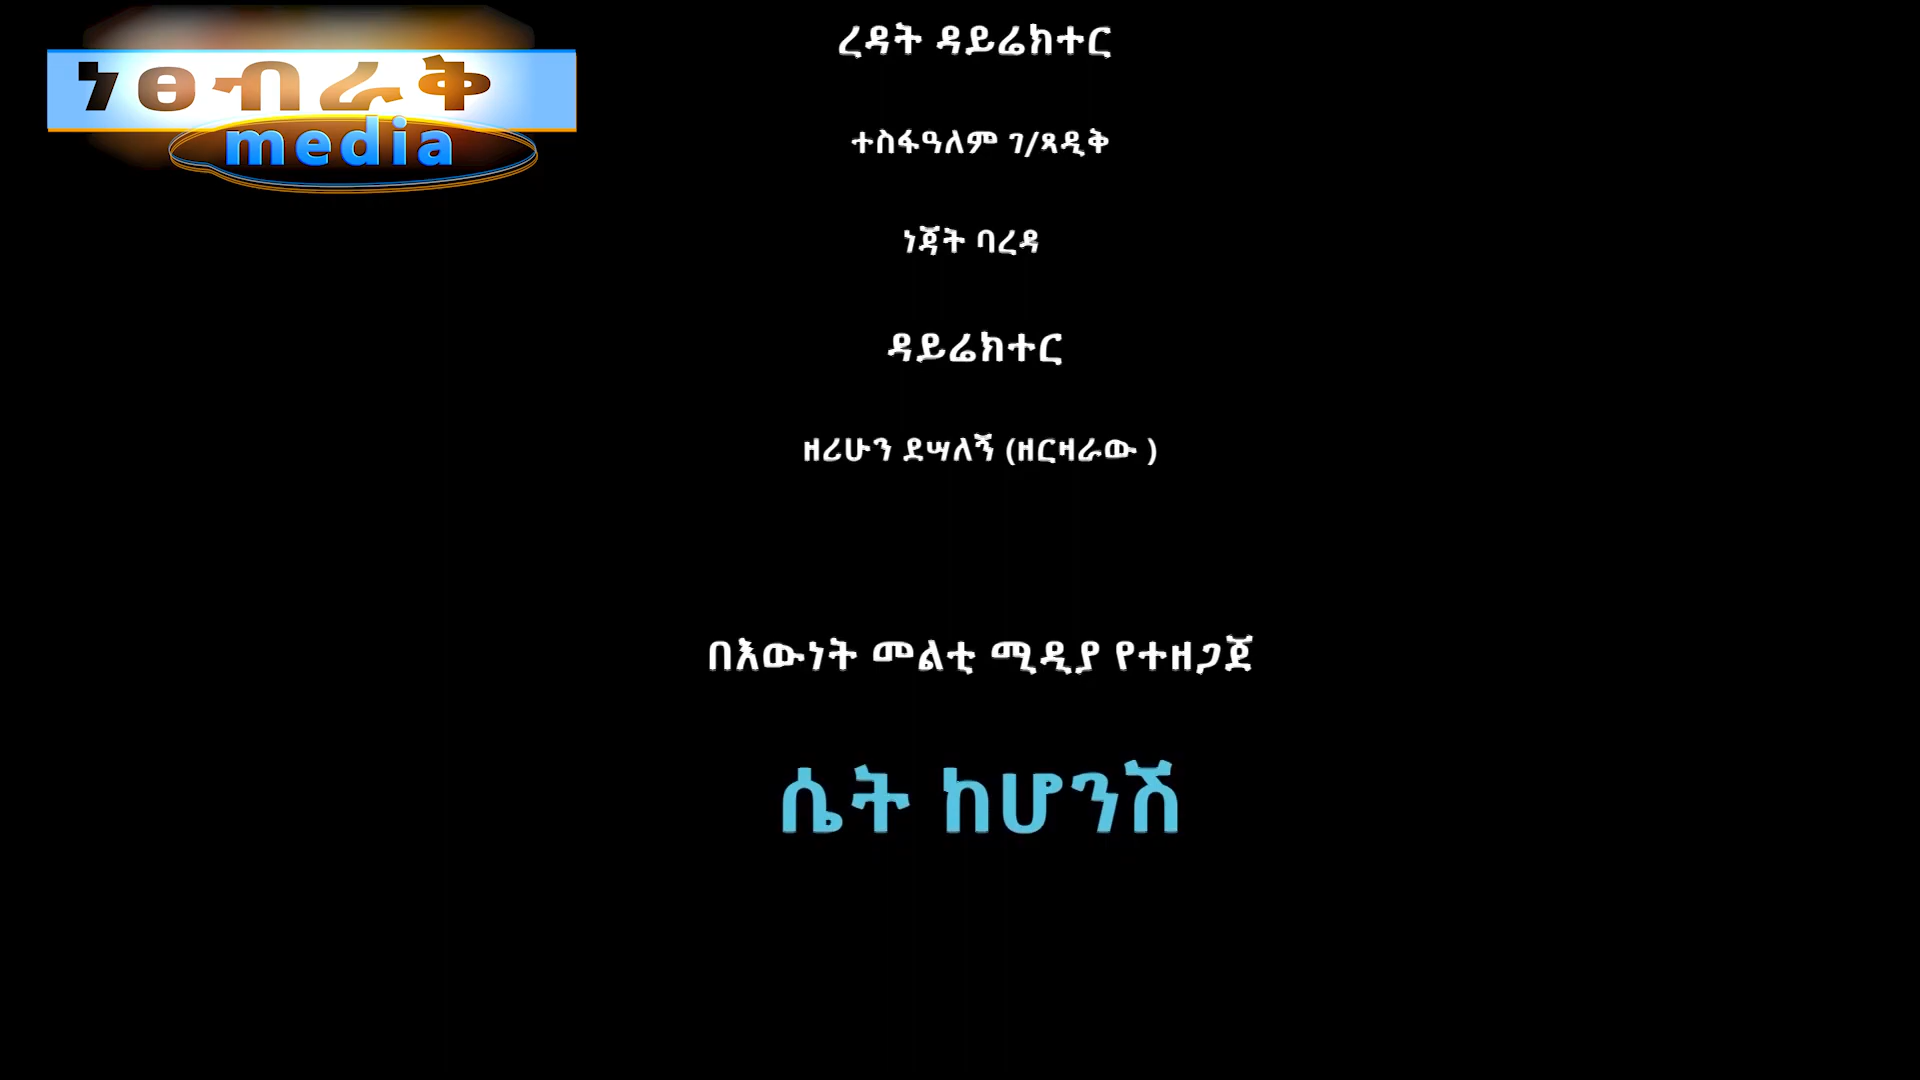 ነፀብራቅ
media
ረዳት ዳይሬክተር
ተስፋዓለም ገ/ጻዲቅ
ነጃት ባረዳ
ዳይሬክተር
ዘሪሁን ደሣለኝ (ዘርዛራው )
በእውነት መልቲ ሚዲያ የተዘጋጀ
ሴት ከሆንሽ